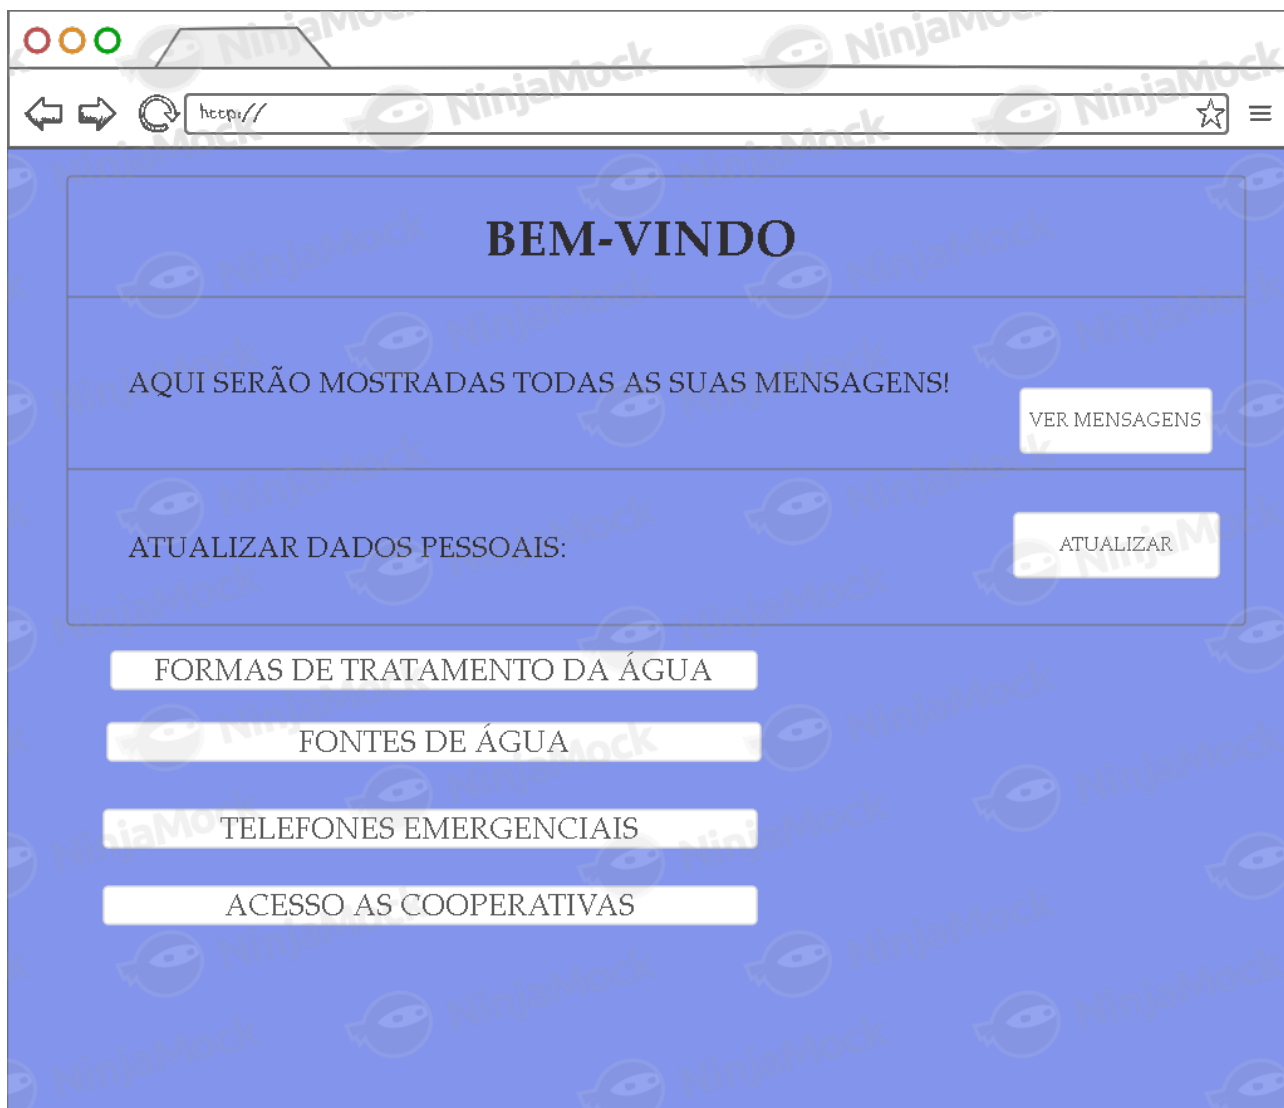 http://
BEM-VINDO
AQUI SERÃO MOSTRADAS TODAS AS SUAS MENSAGENS!
VER MENSAGENS
ATUALIZAR DADOS PESSOAIS:
ATUALIZAR
FORMAS DE TRATAMENTO DA ÁGUA
FONTES DE ÁGUA
TELEFONES EMERGENCIAIS
ACESSO AS COOPERATIVAS
NinjaMock